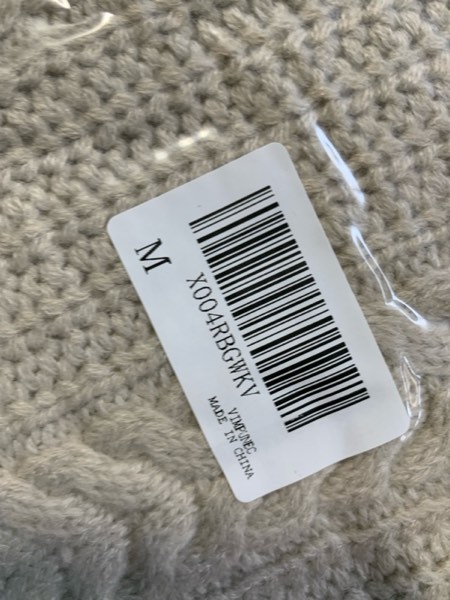 X004RBGWKV
M
VIMPUNEC
MADE IN CHINA